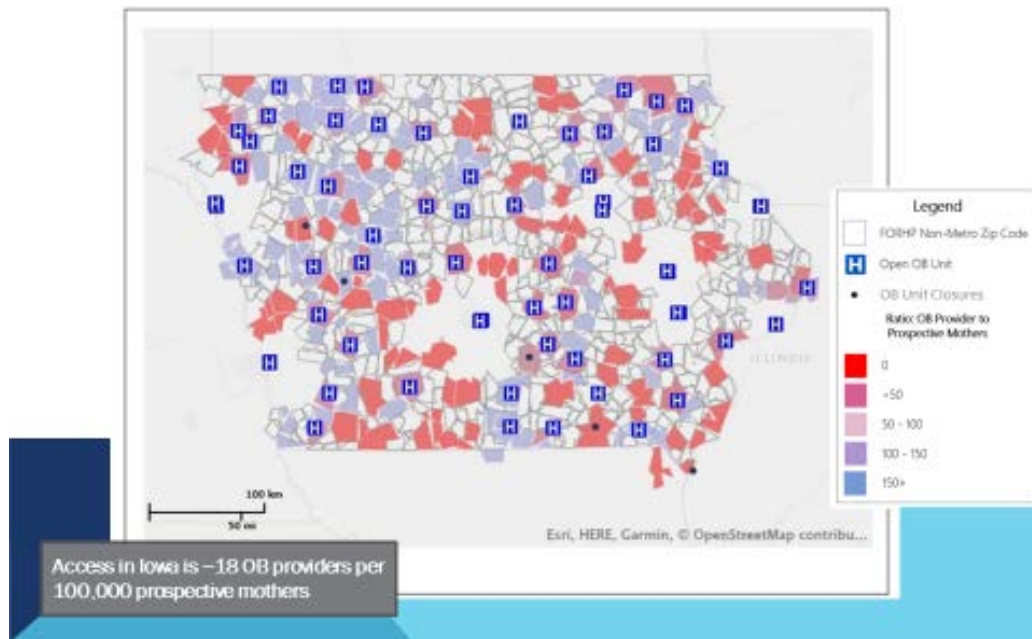 Legend
FORHP Non-Metro Zip Code
H Open OB Unit
OB Unit Closures
Ratio: OB Provider to
Prospective Mothers
0
<50
50 - 100
100 - 150
150+
ILLINOIS
100 km
50 mi
Esri, HERE, Garmin, © OpenStreetMap contribu...
Access in Iowa is ~18 OB providers per
100,000 prospective mothers